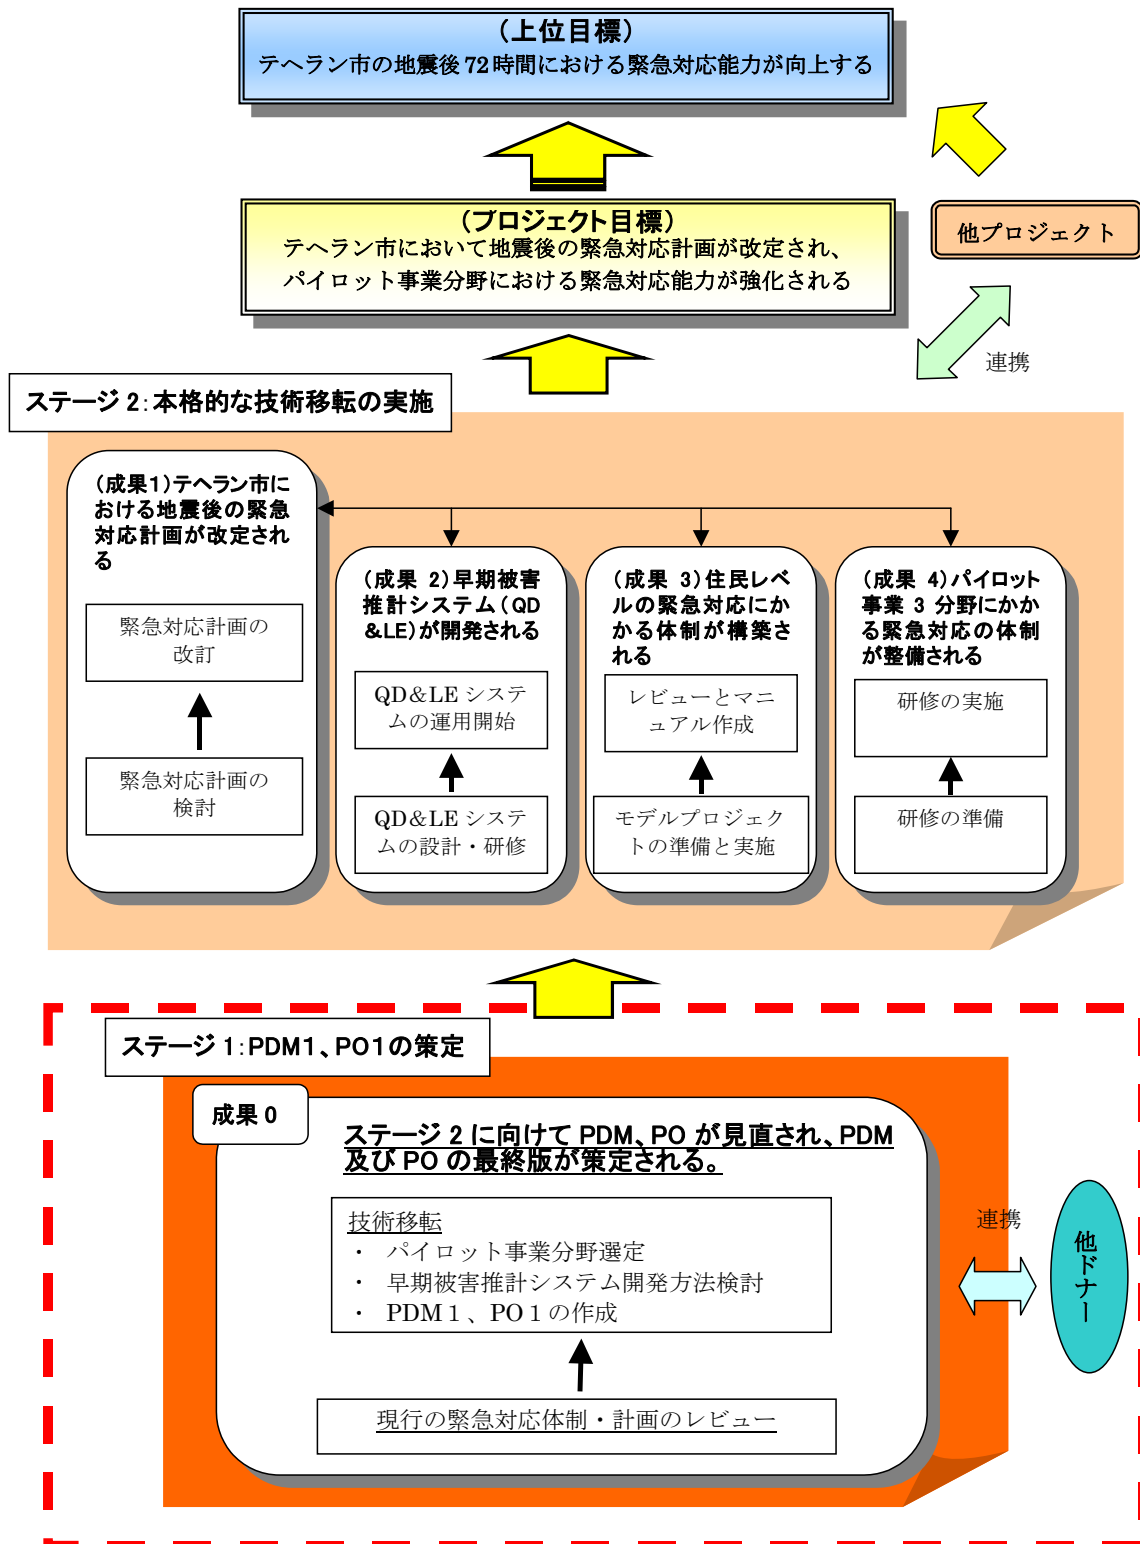 (上位目標)
テヘラン市の地震後72時間における緊急対応能力が向上する
(プロジェクト目標)
テヘラン市において地震後の緊急対応計画が改定され、
パイロット事業分野における緊急対応能力が強化される
他プロジェクト
連携
ステージ 2:本格的な技術移転の実施
(成果1)テヘラン市に
おける地震後の緊急
対応計画が改定され
る
緊急対応計画の
改訂
緊急対応計画の
検討
(成果 2)早期被害
推計システム(QD
&LE)が開発される
QD&LE システ
ムの運用開始
QD&LE システ
ムの設計・研修
(成果 3)住民レベ
ルの緊急対応にか
かる体制が構築さ
れる
レビューとマニ
ュアル作成
モデルプロジェク
トの準備と実施
(成果 4)パイロット
事業 3 分野にかか
る緊急対応の体制
が整備される
研修の実施
研修の準備
ステージ 1:PDM1、PO1の策定
成果 0
ステージ 2 に向けて PDM、PO が見直され、PDM
及び PO の最終版が策定される。
技術移転
・ パイロット事業分野選定
・ 早期被害推計システム開発方法検討
・ PDM1、PO1の作成
現行の緊急対応体制・計画のレビュー
連携
他ドナー